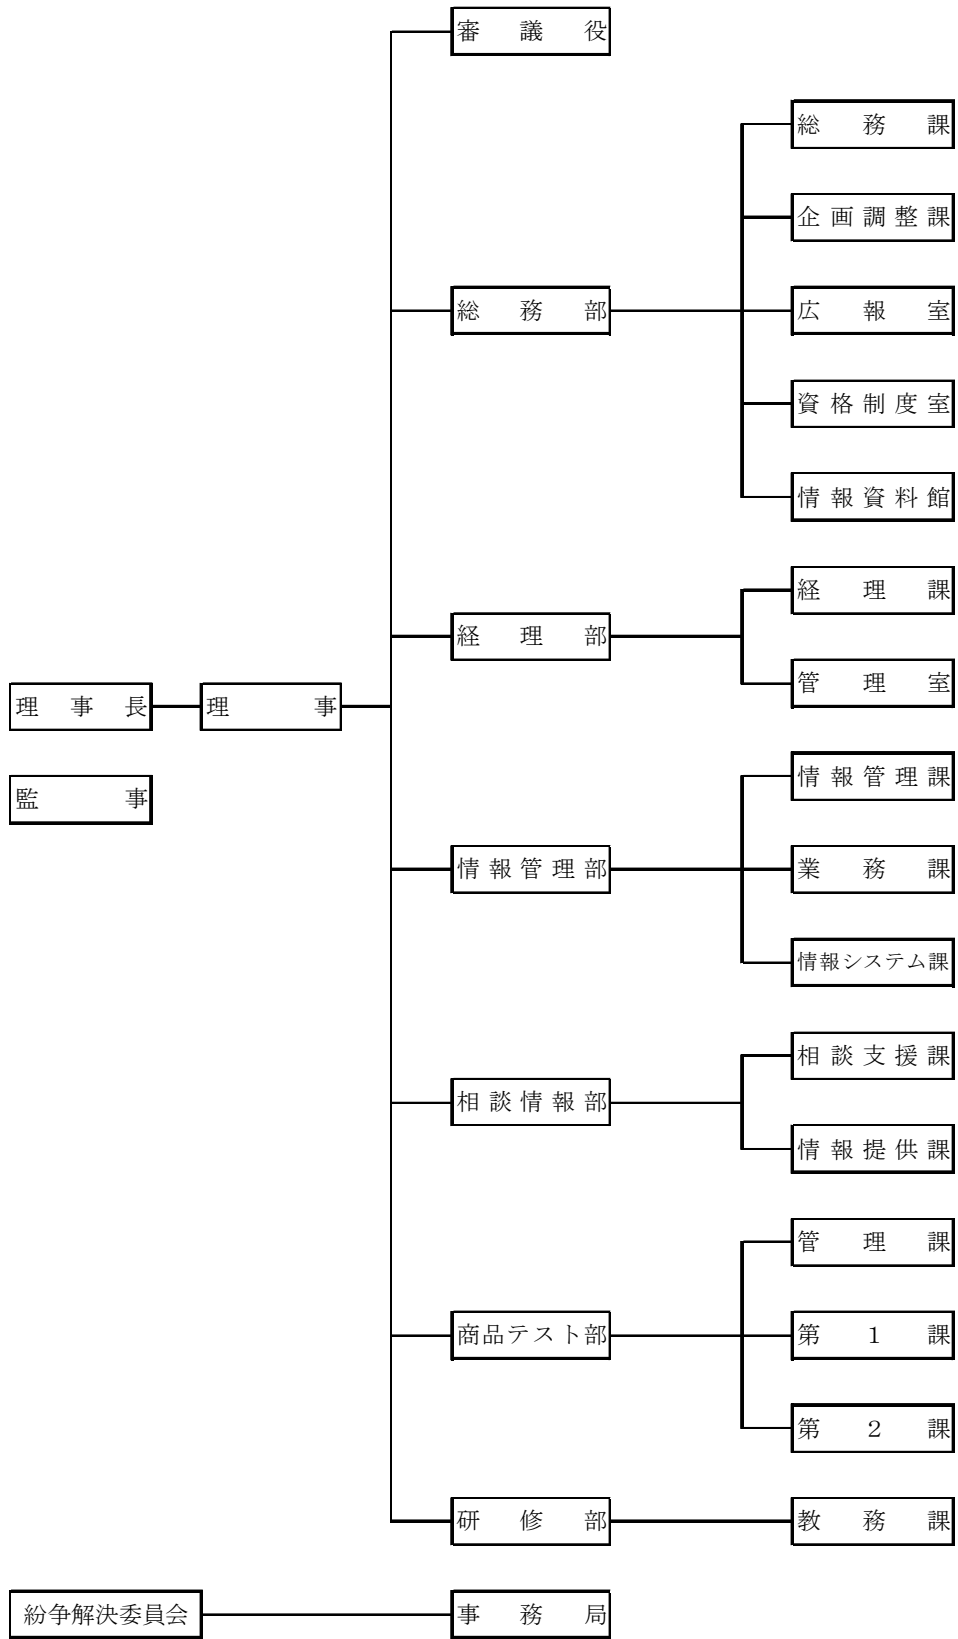 審議役
総務課
企画調整課
総務部
広報室
資格制度室
情報資料館
経理課
経理部
管理室
理事長
理事
監事
情報管理課
情報管理部
業務課
情報システム課
相談支援課
相談情報部
情報提供課
管理課
商品テスト部
第1課
第2課
研修部
教務課
紛争解決委員会
事務局